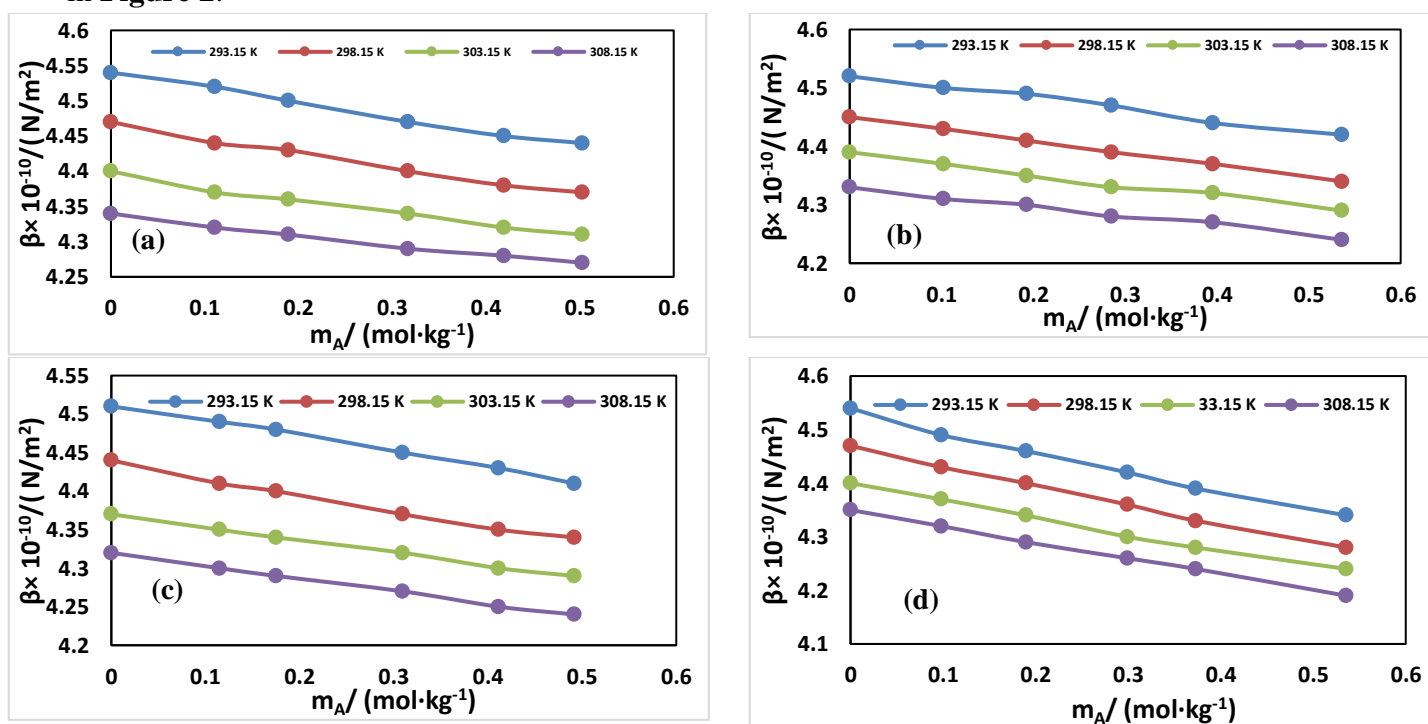 in Figure 2.
293.15 K 298.15 K 303.15 K 308.15 K
4.6
4.55
4.5
4.45
4.4
4.35
4.3
4.25
β× 10⁻¹⁰/( N/m²)
(a)
0 0.1 0.2 0.3 0.4 0.5 0.6
m_A/ (mol·kg⁻¹)
293.15 K 298.15 K 303.15 K 308.15 K
4.6
4.5
4.4
4.3
4.2
β× 10⁻¹⁰/( N/m²)
(b)
0 0.1 0.2 0.3 0.4 0.5 0.6
m_A/ (mol·kg⁻¹)
293.15 K 298.15 K 303.15 K 308.15 K
4.55
4.5
4.45
4.4
4.35
4.3
4.25
4.2
β× 10⁻¹⁰/( N/m²)
(c)
0 0.1 0.2 0.3 0.4 0.5 0.6
m_A/ (mol·kg⁻¹)
293.15 K 298.15 K 33.15 K 308.15 K
4.6
4.5
4.4
4.3
4.2
4.1
β× 10⁻¹⁰/( N/m²)
(d)
0 0.1 0.2 0.3 0.4 0.5 0.6
m_A/ (mol·kg⁻¹)